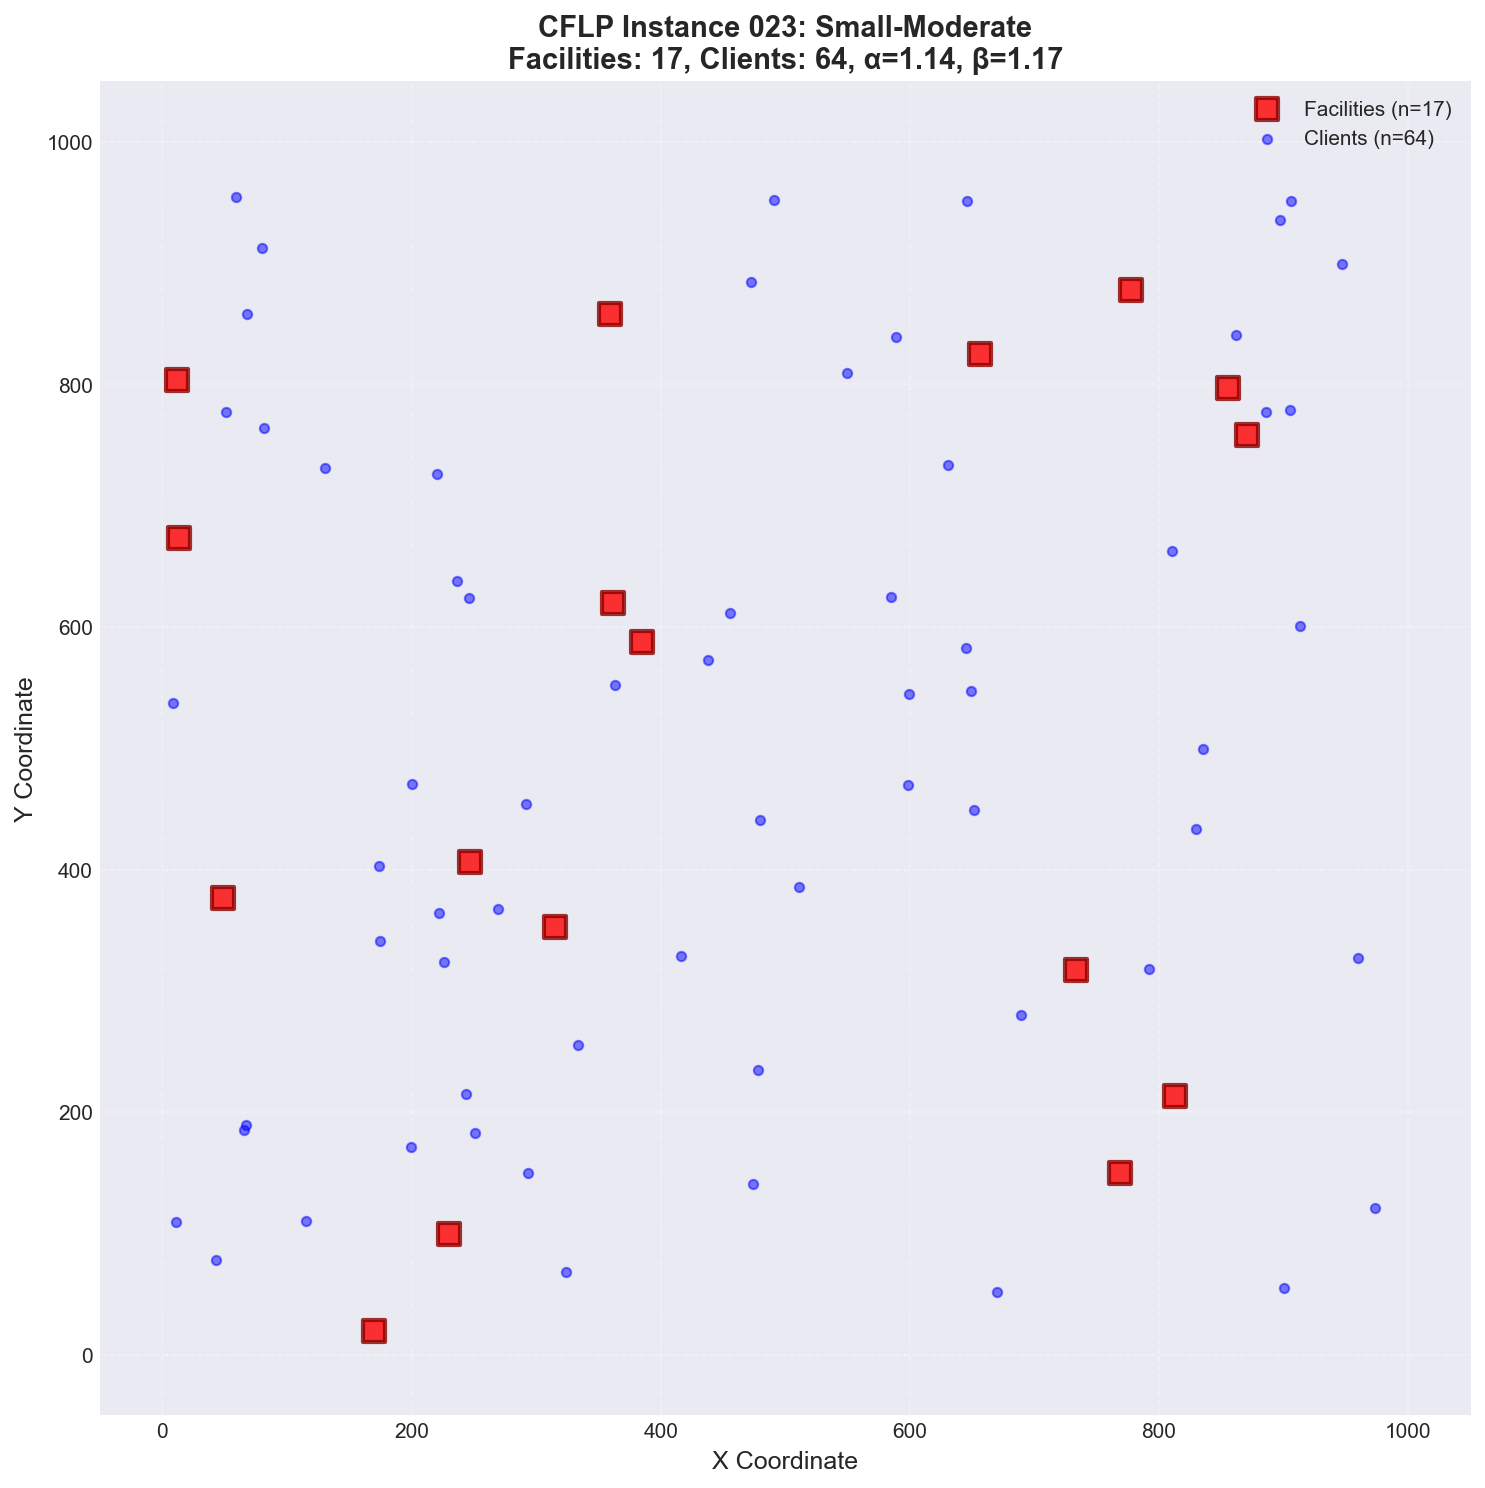 CFLP Instance 023: Small-Moderate
Facilities: 17, Clients: 64, α=1.14, β=1.17
Facilities (n=17)
Clients (n=64)
1000
800
600
400
200
0
Y Coordinate
0
200
400
600
800
1000
X Coordinate